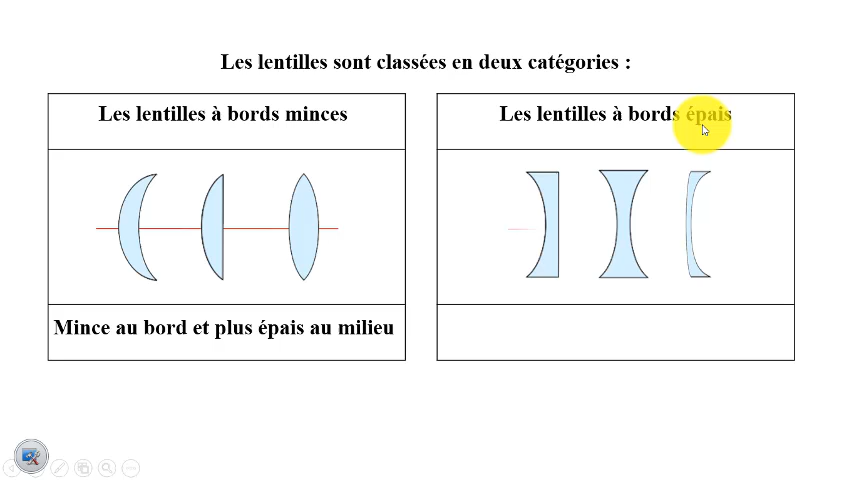 Les lentilles sont classées en deux catégories :
Les lentilles à bords minces
Les lentilles à bords épais
Mince au bord et plus épais au milieu